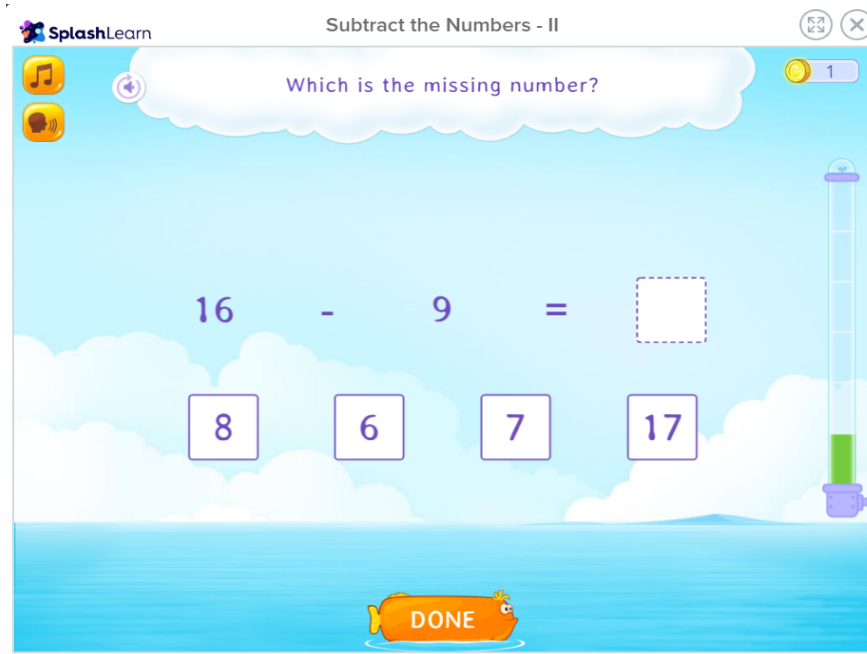 SplashLearn
Subtract the Numbers - II
Which is the missing number?
1
16 - 9 =
8 6 7 17
DONE